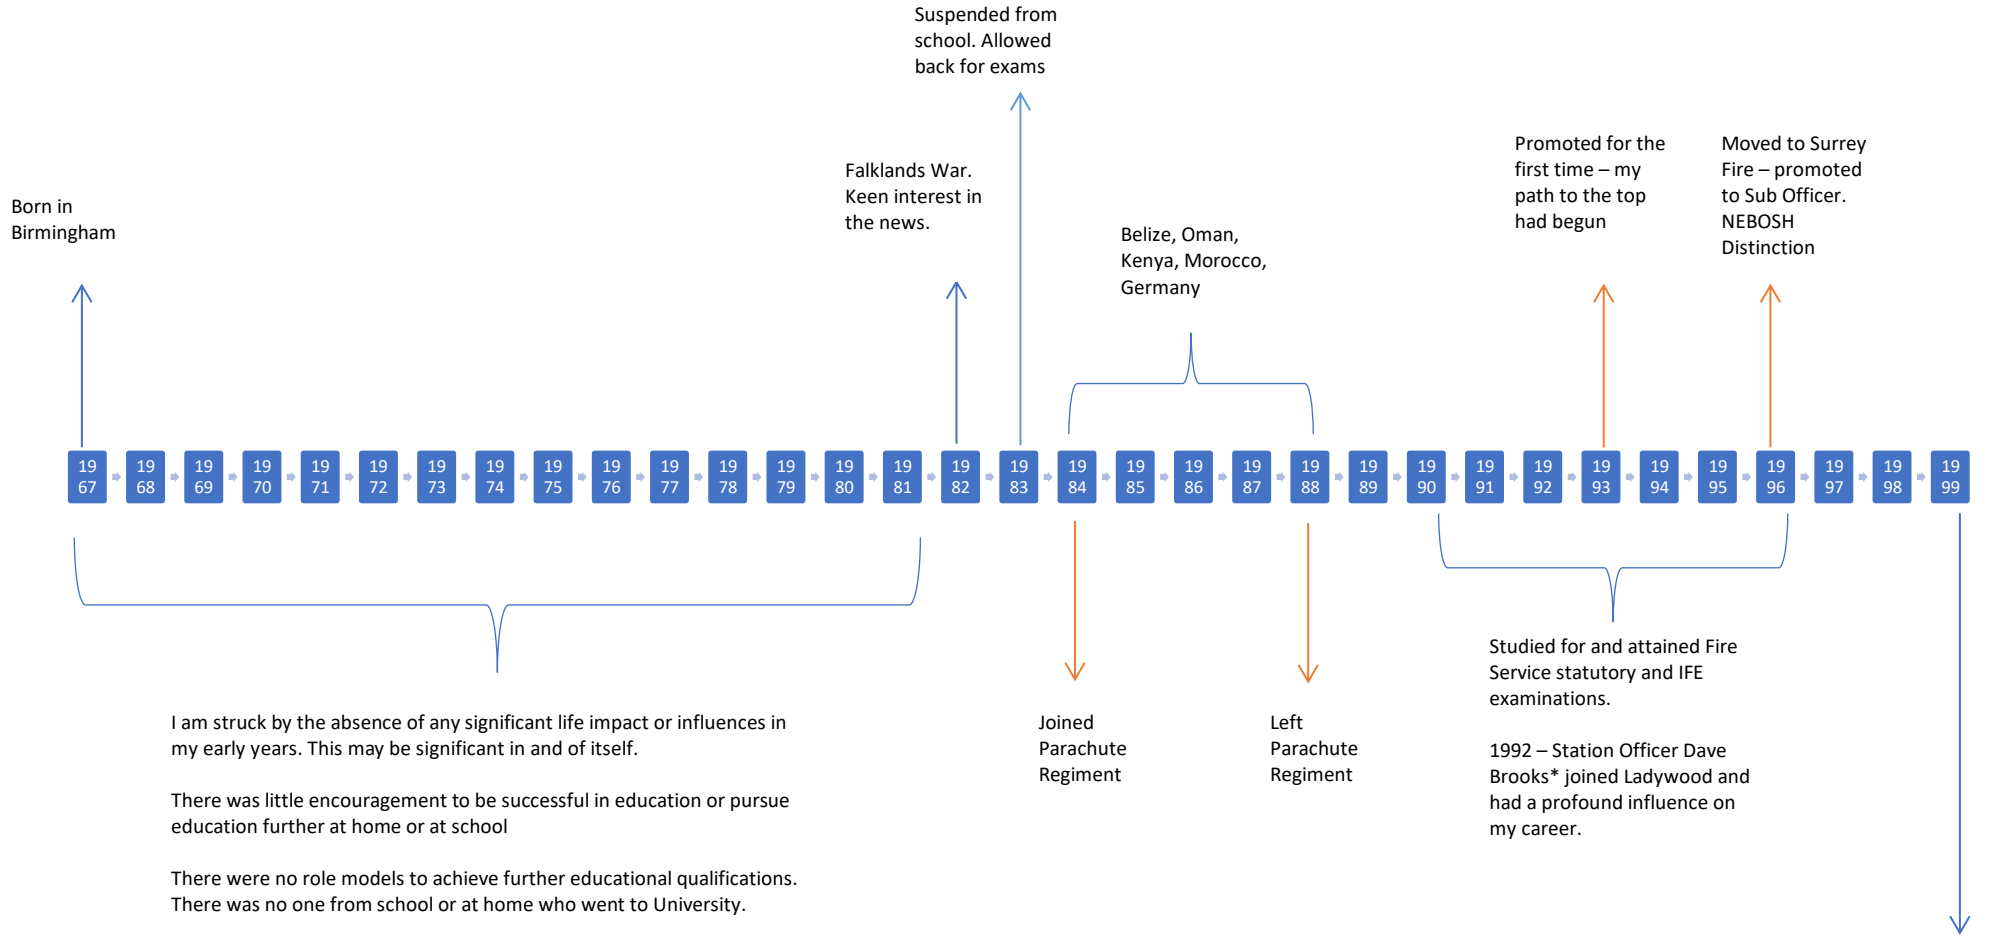 Suspended from
school. Allowed
back for exams
Born in
Birmingham
Falklands War.
Keen interest in
the news.
Belize, Oman,
Kenya, Morocco,
Germany
Promoted for the
first time – my
path to the top
had begun
Moved to Surrey
Fire – promoted
to Sub Officer.
NEBOSH
Distinction
19
67
19
68
19
69
19
70
19
71
19
72
19
73
19
74
19
75
19
76
19
77
19
78
19
79
19
80
19
81
19
82
19
83
19
84
19
85
19
86
19
87
19
88
19
89
19
90
19
91
19
92
19
93
19
94
19
95
19
96
19
97
19
98
19
99
I am struck by the absence of any significant life impact or influences in
my early years. This may be significant in and of itself.
There was little encouragement to be successful in education or pursue
education further at home or at school
There were no role models to achieve further educational qualifications.
There was no one from school or at home who went to University.
Joined
Parachute
Regiment
Left
Parachute
Regiment
Studied for and attained Fire
Service statutory and IFE
examinations.
1992 – Station Officer Dave
Brooks* joined Ladywood and
had a profound influence on
my career.